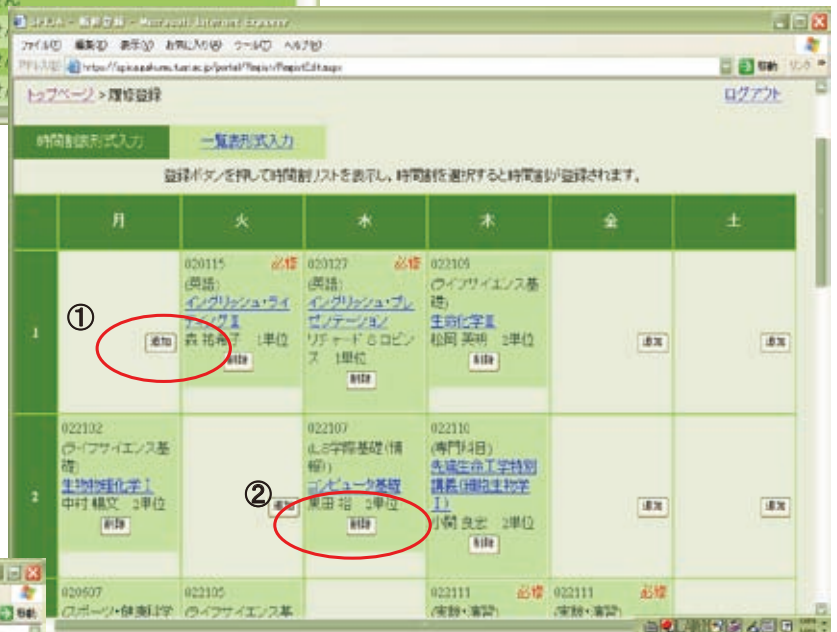 ファイル(F) 編集(E) 表示(V) お気に入り(A) ツール(T) ヘルプ(H)
移動 リンク
トップページ > 履修登録
ログアウト
時間割表形式入力 一覧表形式入力
登録ボタンを押して時間割リストを表示し、時間割を選択すると時間割が登録されます。
月 火 水 木 金 土
1
①
追加
020115 必修
(英語)
イングリッシュ・ライティングⅡ
1単位
削除
020127 必修
(英語)
イングリッシュ・プレ
ゼンテーション
リチャード S ロビン
ス 1単位
削除
022109
(ライフサイエンス基
礎)
生命化学Ⅱ
松岡 英明 2単位
削除
追加
追加
2
022102
(ライフサイエンス基
礎)
生物物理化学Ⅰ
中村 暢文 2単位
削除
②
追加
022107
(L.S学際基礎(情
報))
コンピュータ基礎
黒田 裕 2単位
削除
022110
(専門科目)
先端生命工学特別
講義(細胞生物学
Ⅰ)
小関 良宏 2単位
削除
追加
追加
020607
(スポーツ・健康科学
022105
(ライフサイエンス基
022111 必修
(実験・演習)
022111 必修
(実験・演習)
移動